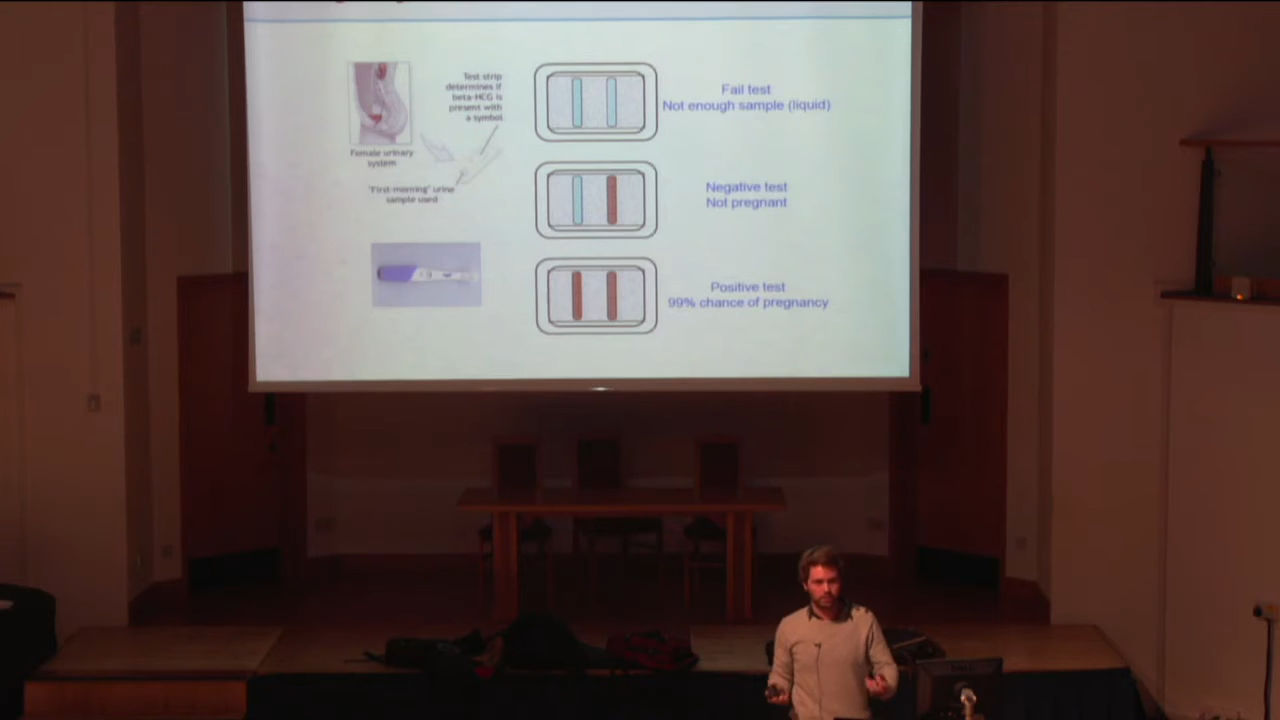 Test strip
determines if
beta-HCG is
present with
a symbol
Female urinary
system
"First-morning" urine
sample used
Fail test
Not enough sample (liquid)
Negative test
Not pregnant
Positive test
99% chance of pregnancy